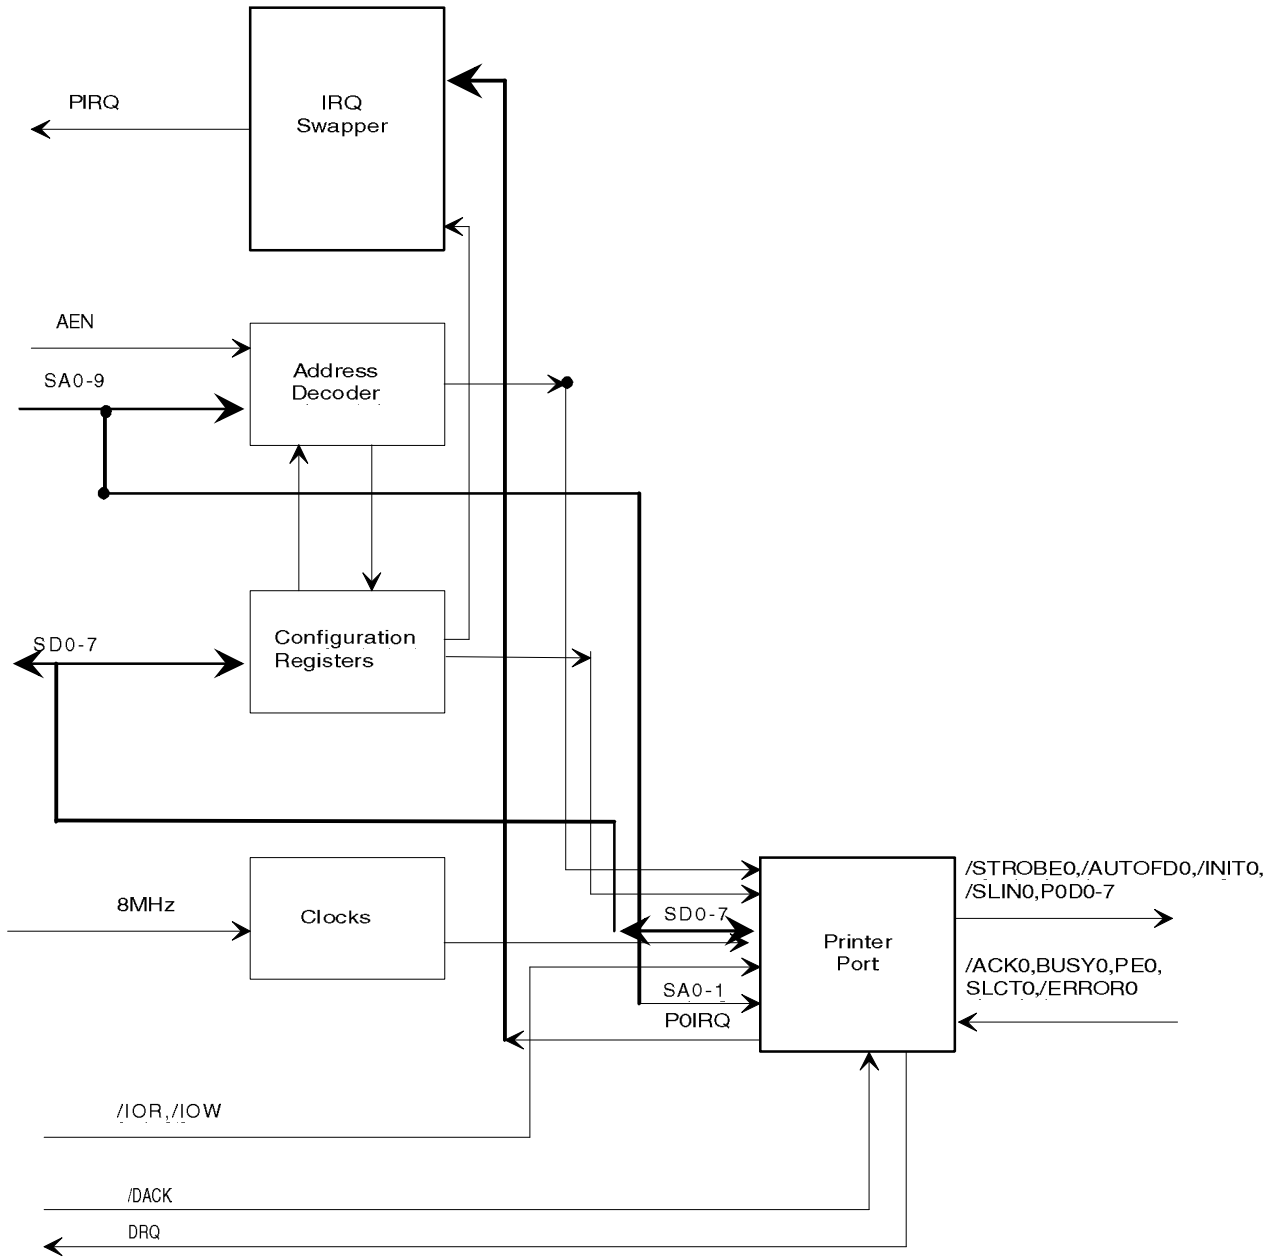 PIRQ
IRQ
Swapper
AEN
SA0-9
Address
Decoder
SD0-7
Configuration
Registers
8MHz
Clocks
SD0-7
SA0-1
P0IRQ
Printer
Port
/STROBE0,/AUTOFD0,/INIT0,
/SLIN0,P0D0-7
/ACK0,BUSY0,PE0,
SLCT0,/ERROR0
/IOR,/IOW
/DACK
DRQ